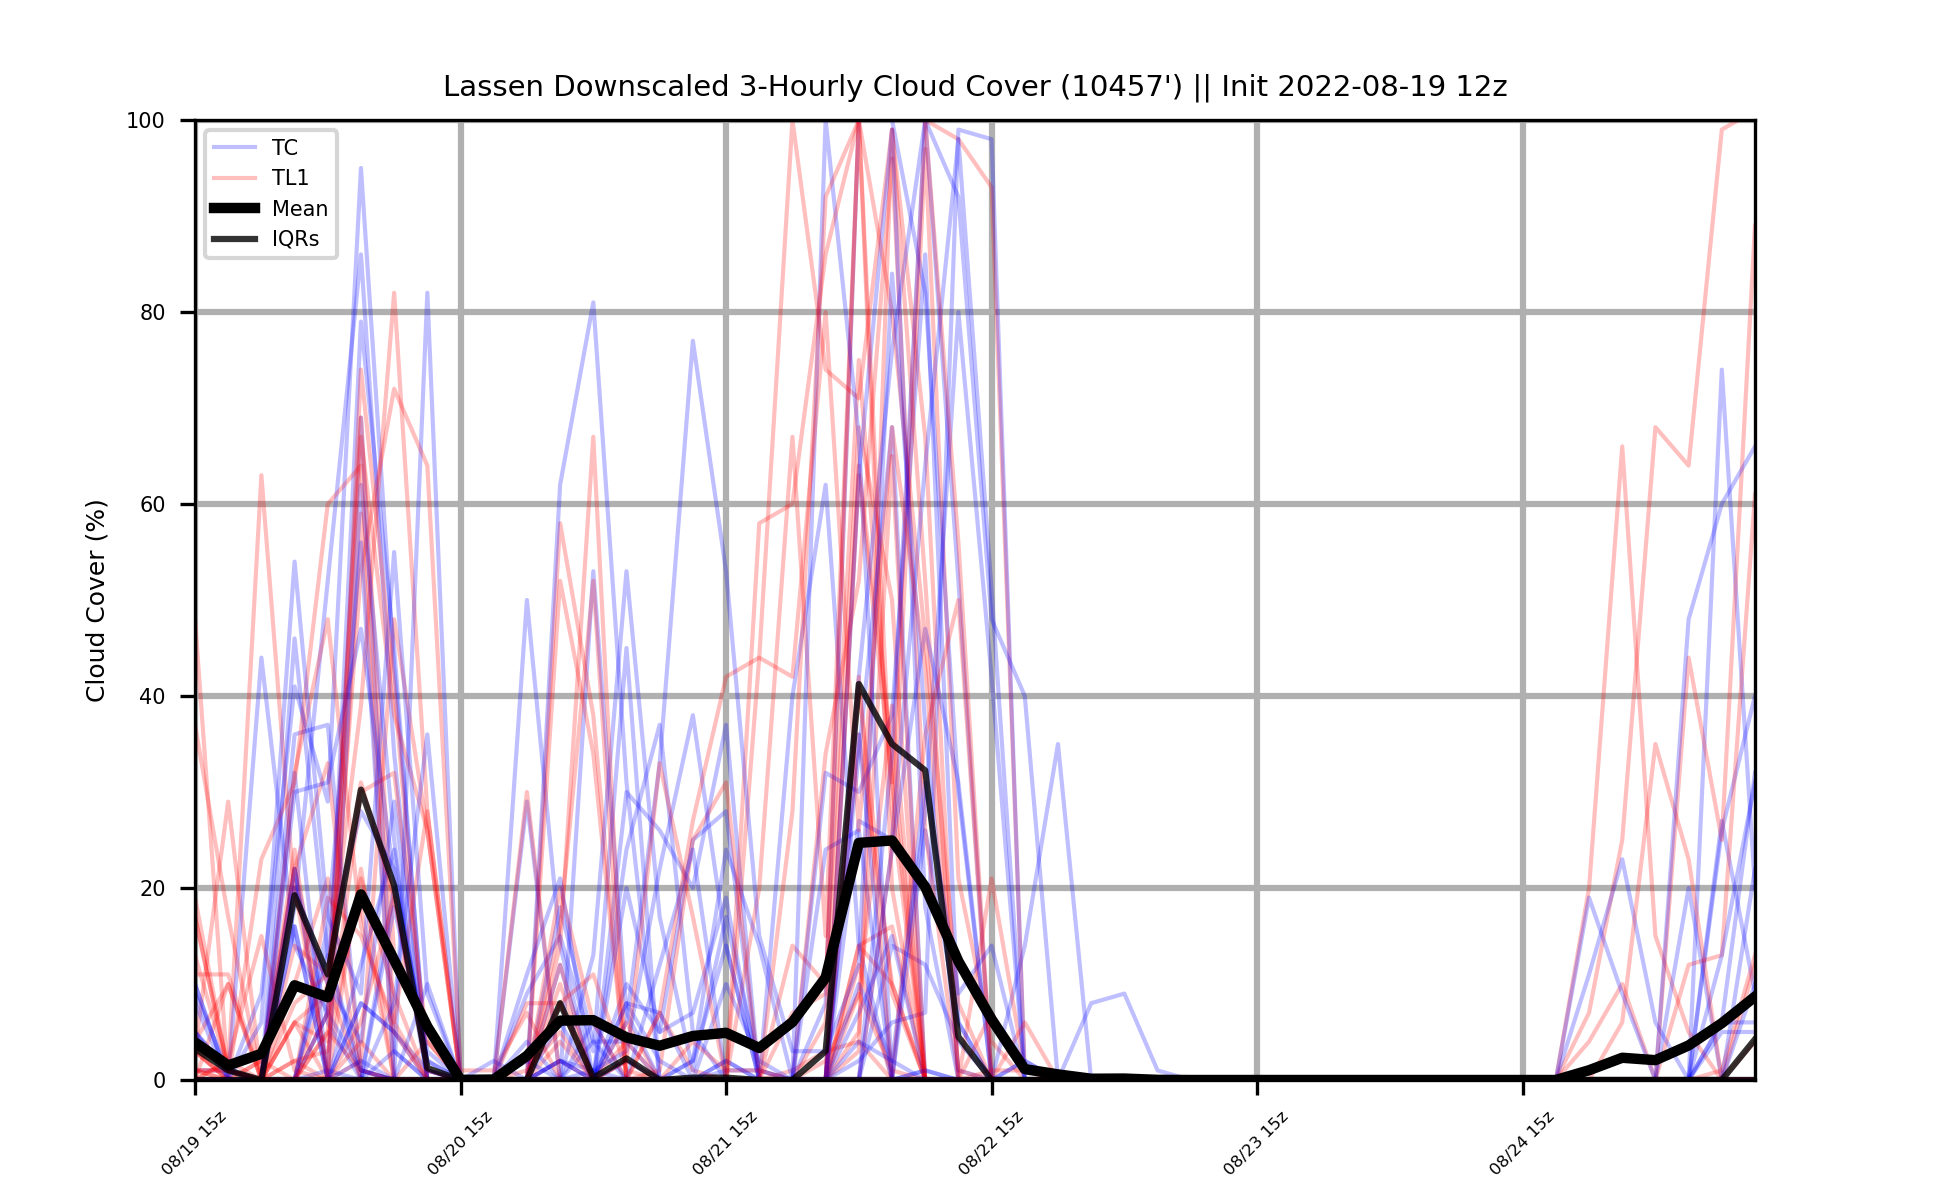 Lassen Downscaled 3-Hourly Cloud Cover (10457') || Init 2022-08-19 12z
Cloud Cover (%)
100
80
60
40
20
0
TC
TL1
Mean
IQRs
08/19 15z
08/20 15z
08/21 15z
08/22 15z
08/23 15z
08/24 15z